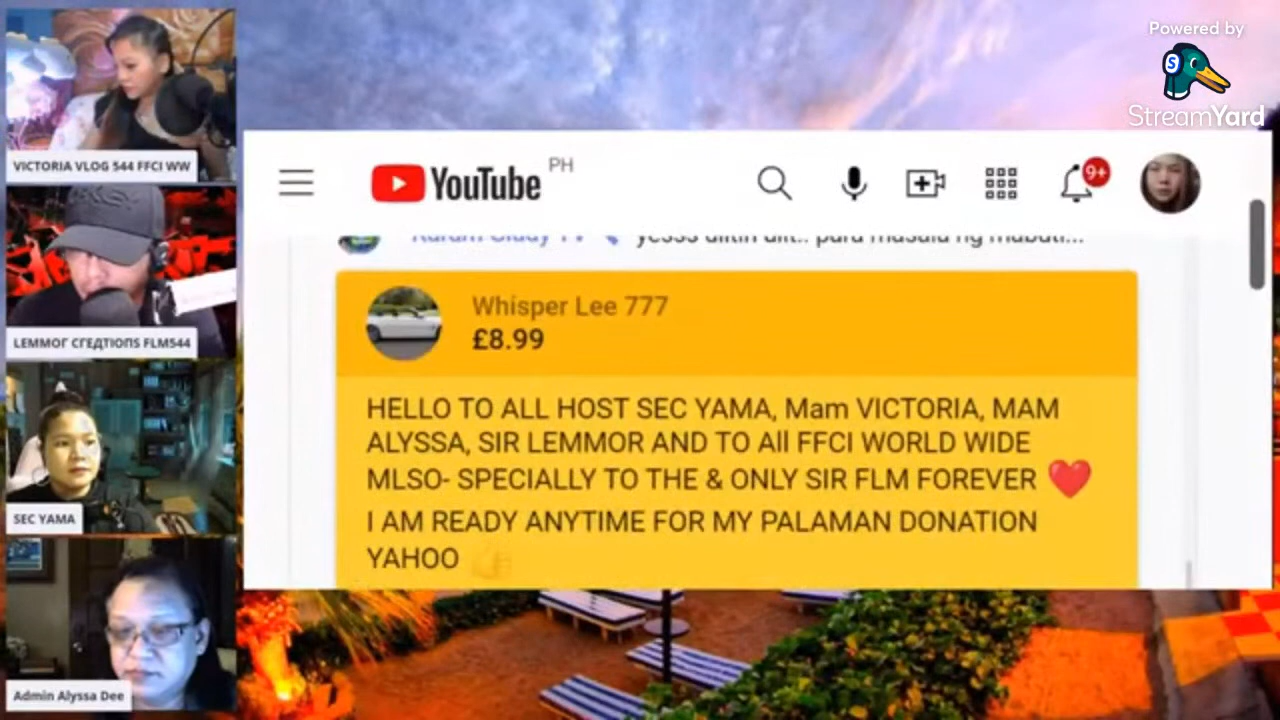 Powered by
StreamYard
VICTORIA VLOG 544 FFCI WW
YouTube PH
9+
Whisper Lee 777
£8.99
HELLO TO ALL HOST SEC YAMA, Mam VICTORIA, MAM
ALYSSA, SIR LEMMOR AND TO All FFCI WORLD WIDE
MLSO- SPECIALLY TO THE & ONLY SIR FLM FOREVER ❤️
I AM READY ANYTIME FOR MY PALAMAN DONATION
YAHOO 👍
LEMMOГ CГEДTIOПS FLM544
SEC YAMA
Admin Alyssa Dee